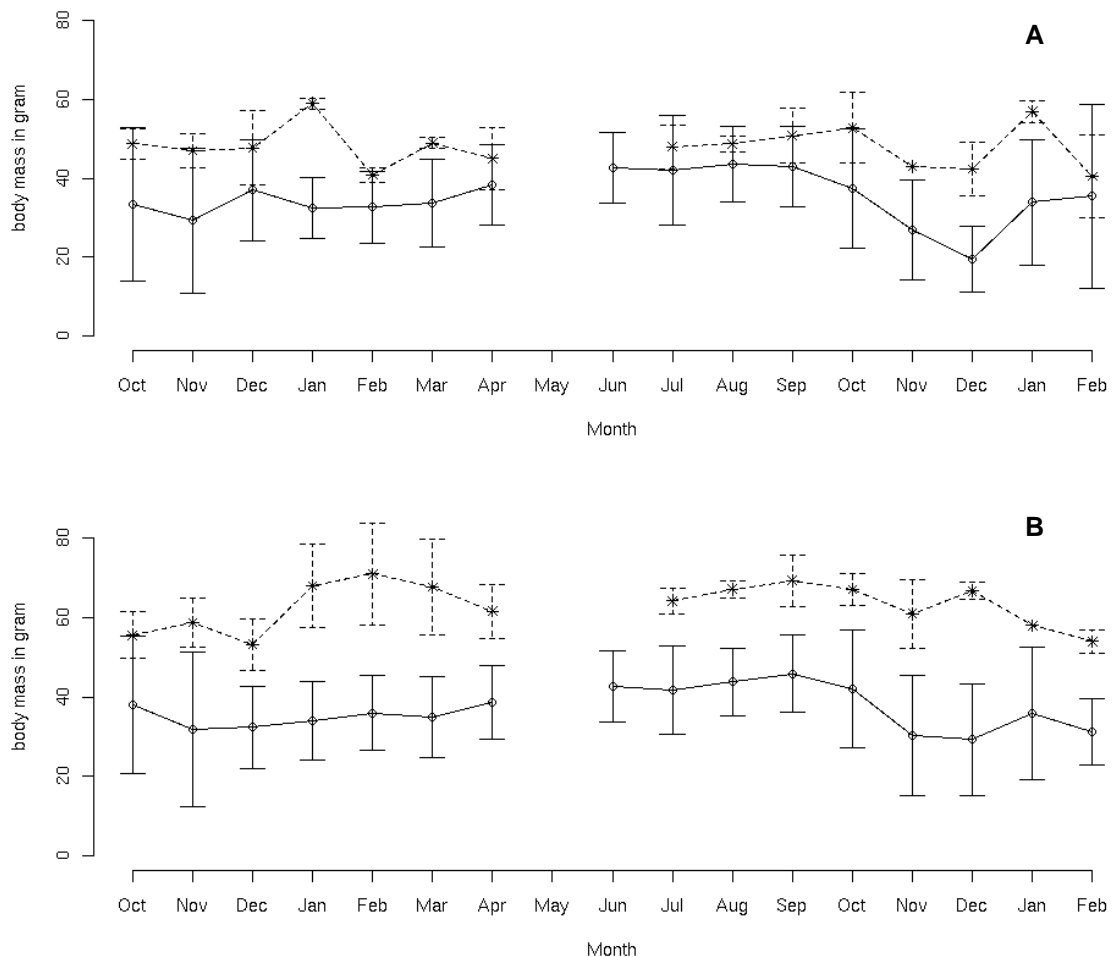 A
80
60
40
20
0
body mass in gram
Oct Nov Dec Jan Feb Mar Apr May Jun Jul Aug Sep Oct Nov Dec Jan Feb
Month
B
80
60
40
20
0
body mass in gram
Oct Nov Dec Jan Feb Mar Apr May Jun Jul Aug Sep Oct Nov Dec Jan Feb
Month